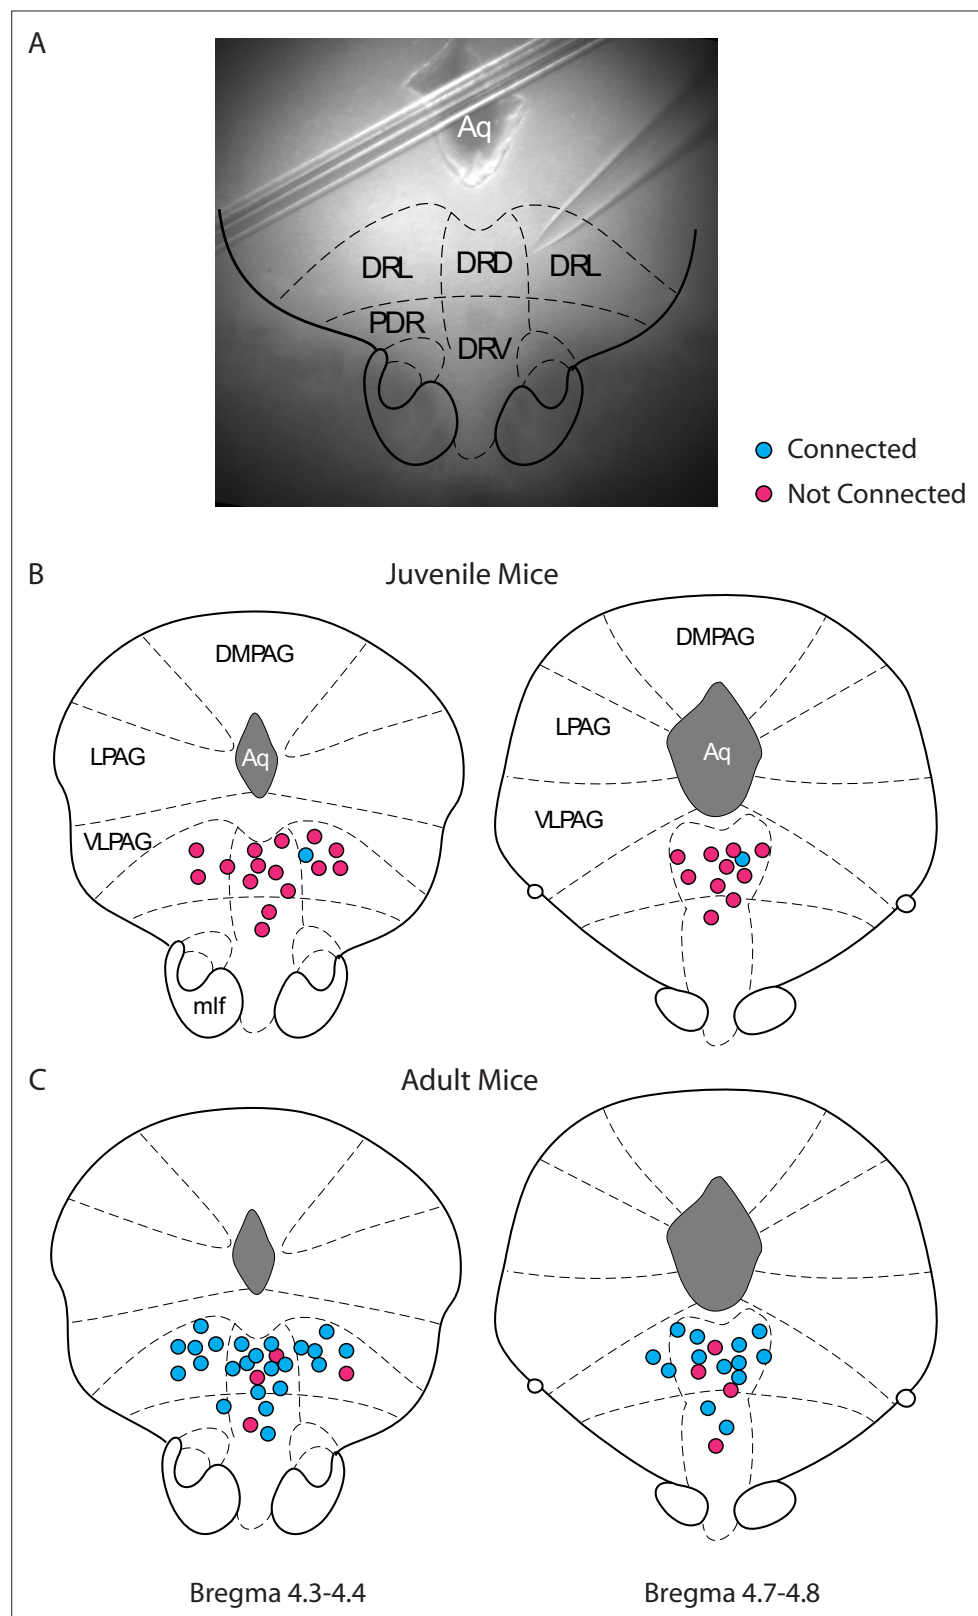 A
Aq
DRL
DRD
DRL
PDR
DRV
Connected
Not Connected
B
Juvenile Mice
DMPAG
DMPAG
LPAG
Aq
LPAG
Aq
VLPAG
VLPAG
mlf
C
Adult Mice
Bregma 4.3-4.4
Bregma 4.7-4.8